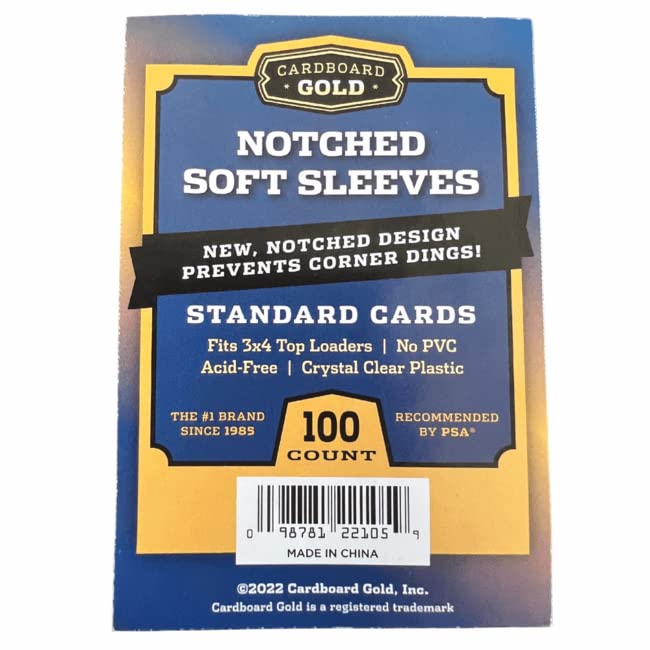 CARDBOARD
GOLD
NOTCHED
SOFT SLEEVES
NEW, NOTCHED DESIGN
PREVENTS CORNER DINGS!
STANDARD CARDS
Fits 3x4 Top Loaders | No PVC
Acid-Free | Crystal Clear Plastic
THE #1 BRAND
SINCE 1985
100
COUNT
RECOMMENDED
BY PSA®
0 98781 22105 9
MADE IN CHINA
©2022 Cardboard Gold, Inc.
Cardboard Gold is a registered trademark